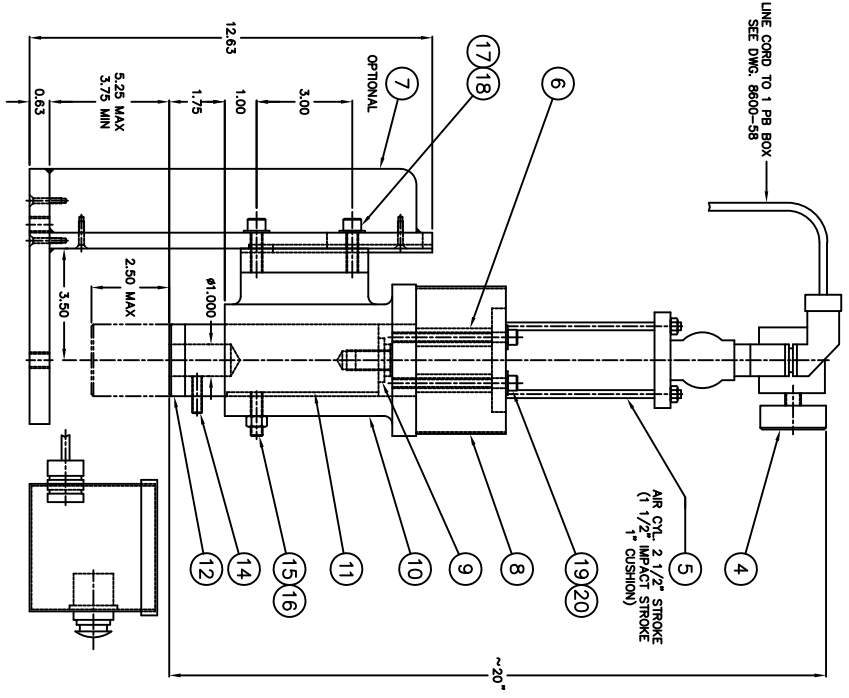 LINE CORD TO 1 PB BOX
SEE DWG. 8600-58
12.63
0.63
5.25 MAX
3.75 MIN
1.75
1.00
3.00
OPTIONAL
7
17
18
6
2.50 MAX
3.50
ø1.000
4
AIR CYL. 2 1/2" STROKE
(1 1/2" IMPACT STROKE
1" CUSHION)
5
19
20
8
9
10
11
15
16
14
12
~20"